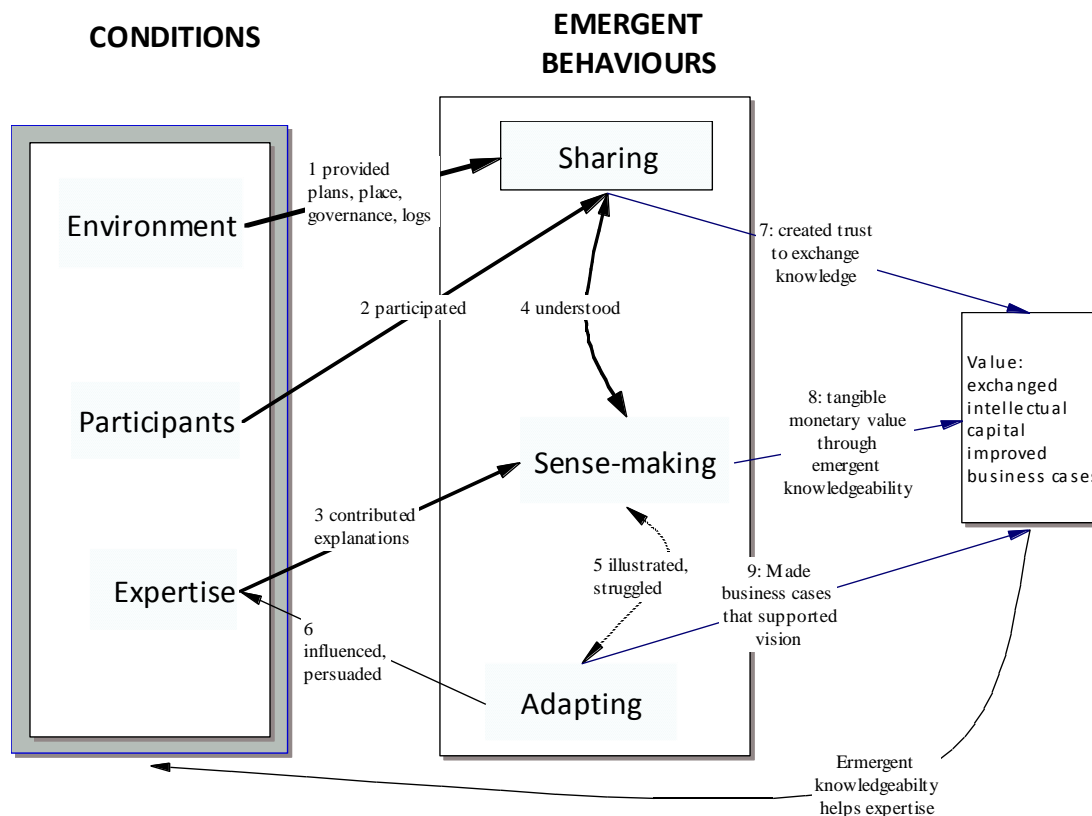 CONDITIONS
EMERGENT
BEHAVIOURS
Environment
Participants
Expertise
1 provided
plans, place,
governance, logs
2 participated
3 contributed
explanations
6
influenced,
persuaded
Sharing
4 understood
Sense-making
5 illustrated,
struggled
Adapting
7: created trust
to exchange
knowledge
8: tangible
monetary value
through
emergent
knowledgeability
9: Made
business cases
that supported
vision
Value:
exchanged
intellectual
capital
improved
business cases
Ermergent
knowledgeabilty
helps expertise